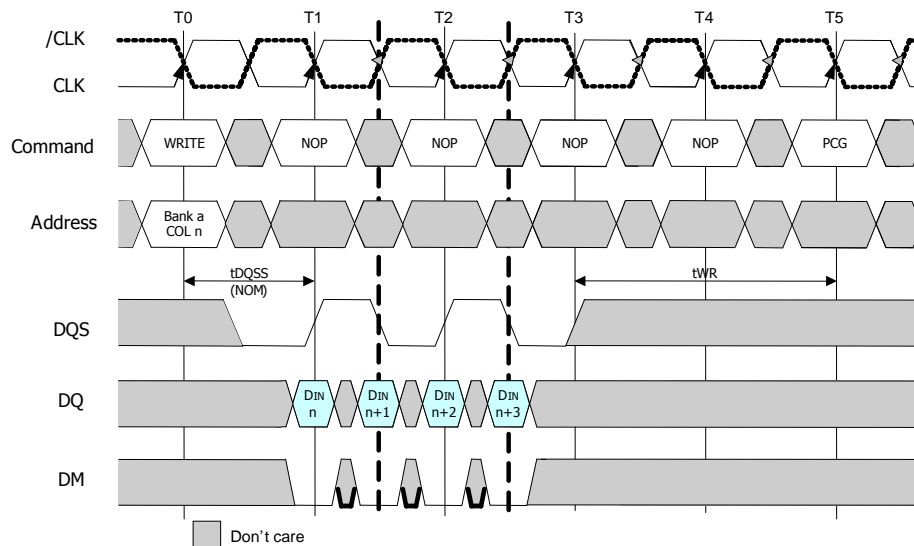 T0 T1 T2 T3 T4 T5
/CLK
CLK
Command WRITE NOP NOP NOP NOP PCG
Address Bank a
COL n
tDQSS
(NOM)
tWR
DQS
DQ DIN
n
DIN
n+1
DIN
n+2
DIN
n+3
DM
Don't care